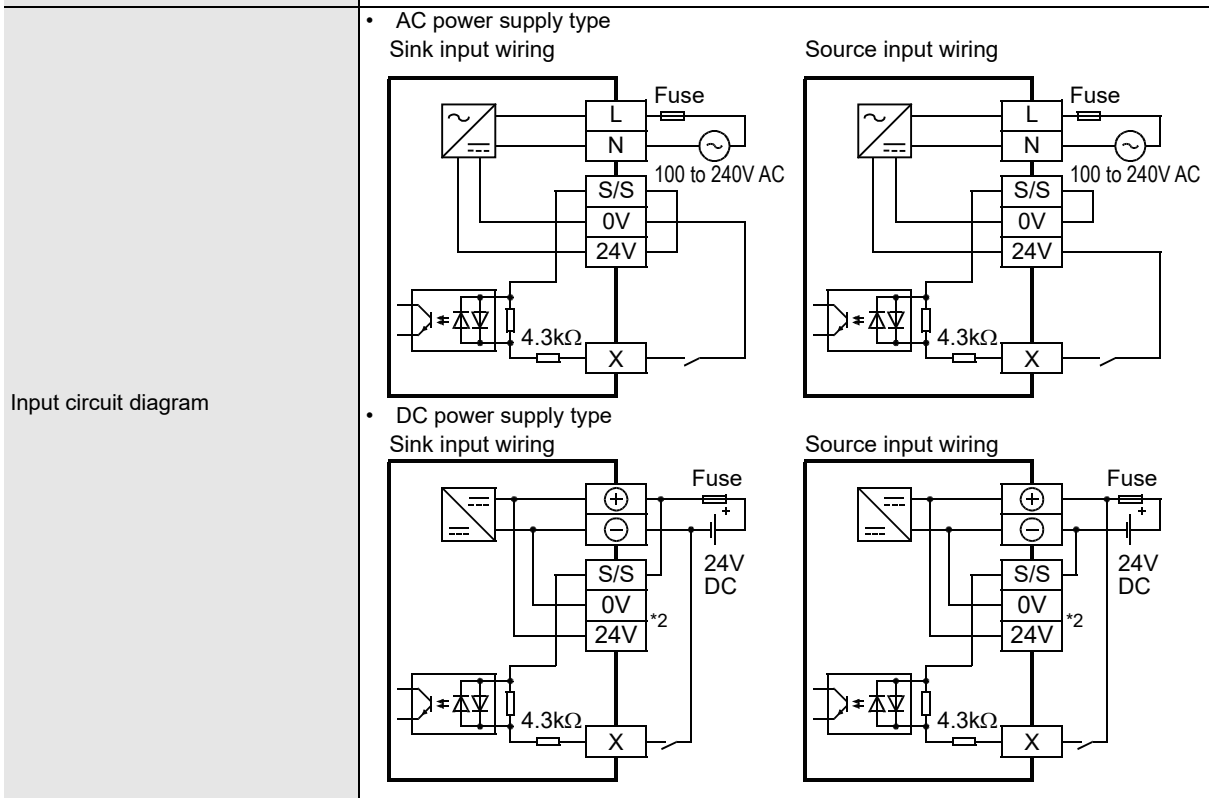 Input circuit diagram
• AC power supply type
Sink input wiring
Fuse
L
N
100 to 240V AC
S/S
0V
24V
4.3kΩ
X
Source input wiring
Fuse
L
N
100 to 240V AC
S/S
0V
24V
4.3kΩ
X
• DC power supply type
Sink input wiring
Fuse
+
24V
DC
S/S
0V
24V
*2
4.3kΩ
X
Source input wiring
Fuse
+
24V
DC
S/S
0V
24V
*2
4.3kΩ
X